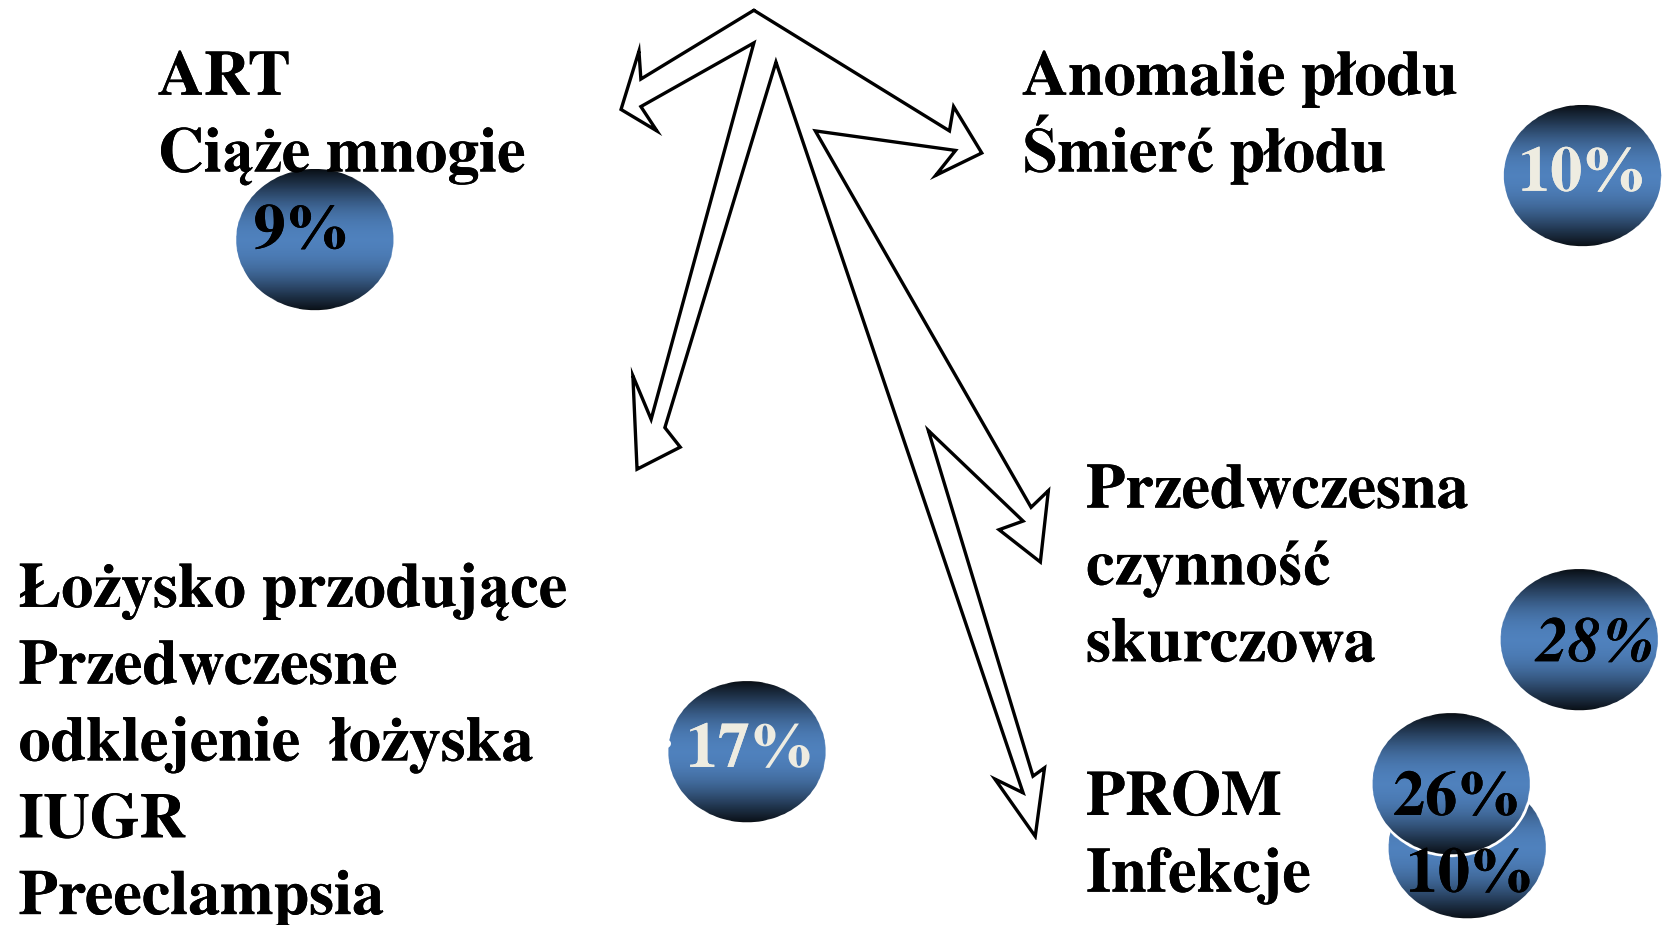 ART
Ciąże mnogie
9%
Anomalie płodu
Śmierć płodu
10%
Łożysko przodujące
Przedwczesne
odklejenie łożyska
IUGR
Preeclampsia
17%
Przedwczesna
czynność
skurczowa
28%
PROM
26%
Infekcje
10%